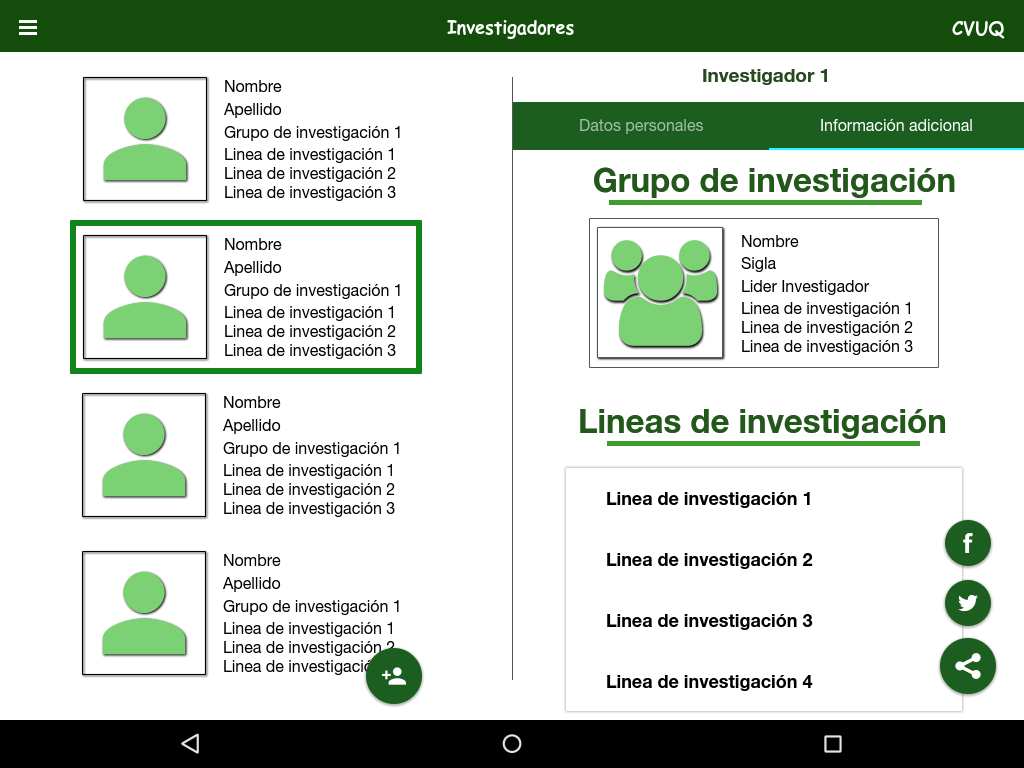 Investigadores
CVUQ
Nombre
Apellido
Grupo de investigación 1
Linea de investigación 1
Linea de investigación 2
Linea de investigación 3
Nombre
Apellido
Grupo de investigación 1
Linea de investigación 1
Linea de investigación 2
Linea de investigación 3
Nombre
Apellido
Grupo de investigación 1
Linea de investigación 1
Linea de investigación 2
Linea de investigación 3
Nombre
Apellido
Grupo de investigación 1
Linea de investigación 1
Linea de investigación 2
Linea de investigació
Investigador 1
Datos personales
Información adicional
Grupo de investigación
Nombre
Sigla
Lider Investigador
Linea de investigación 1
Linea de investigación 2
Linea de investigación 3
Lineas de investigación
Linea de investigación 1
Linea de investigación 2
Linea de investigación 3
Linea de investigación 4